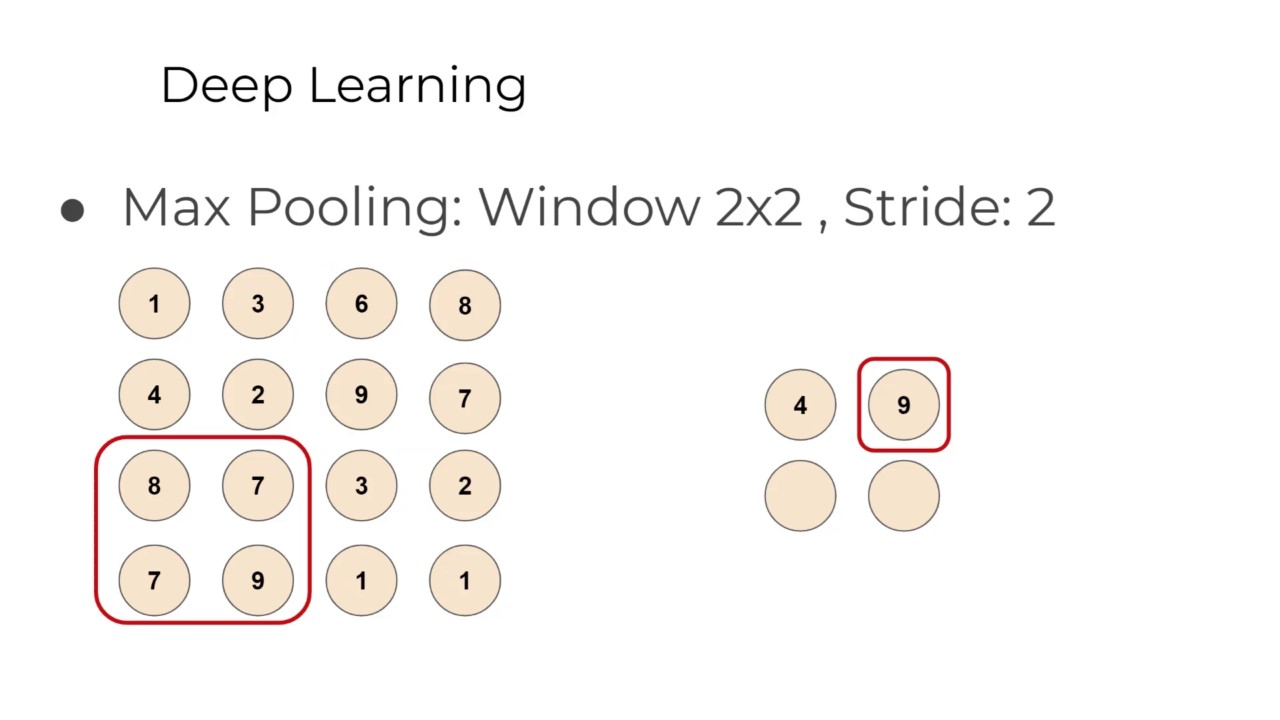 Deep Learning
● Max Pooling: Window 2x2 , Stride: 2
1 3 6 8
4 2 9 7
8 7 3 2
7 9 1 1
4 9